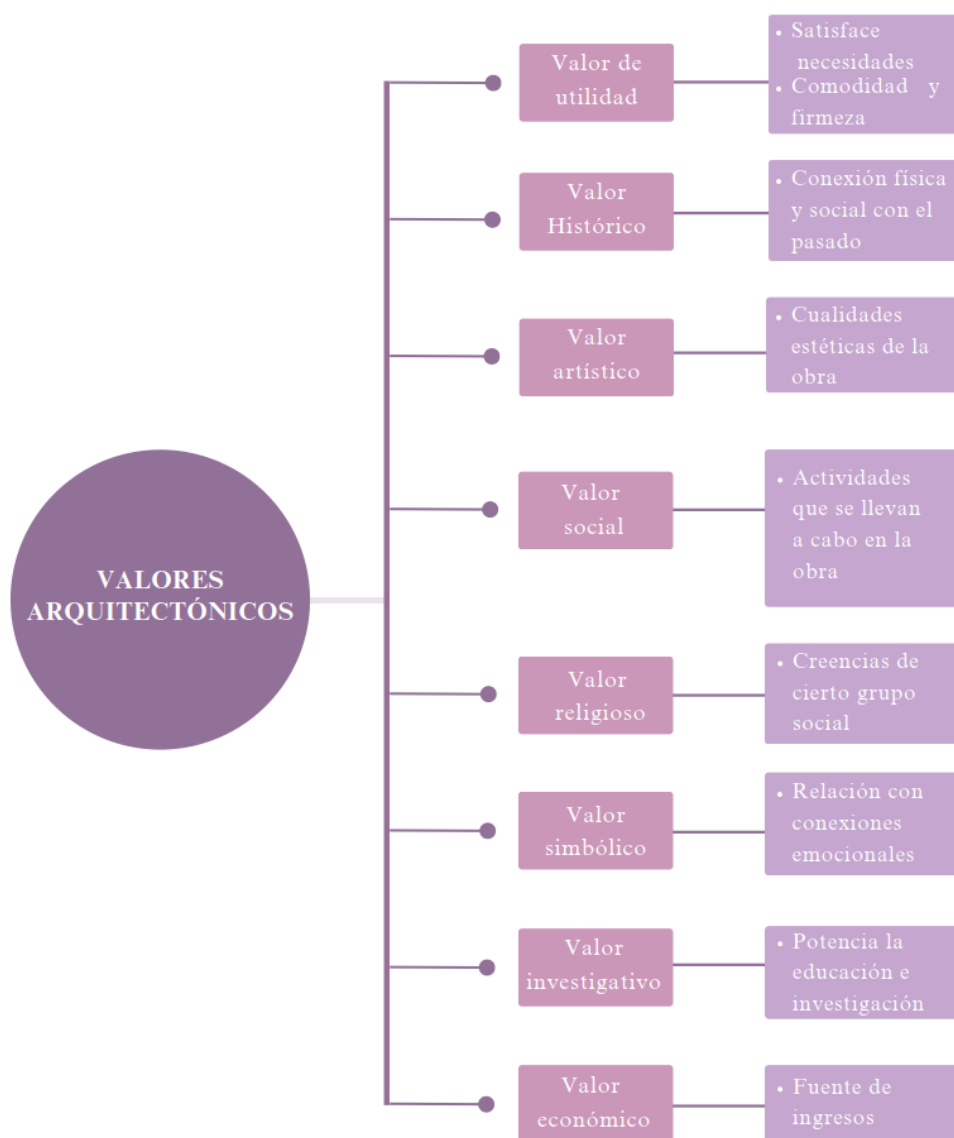 VALORES
ARQUITECTÓNICOS
Valor de
utilidad
• Satisface
necesidades
• Comodidad y
firmeza
Valor
Histórico
• Conexión física
y social con el
pasado
Valor
artístico
• Cualidades
estéticas de la
obra
Valor
social
• Actividades
que se llevan
a cabo en la
obra
Valor
religioso
• Creencias de
cierto grupo
social
Valor
simbólico
• Relación con
conexiones
emocionales
Valor
investigativo
• Potencia la
educación e
investigación
Valor
económico
• Fuente de
ingresos